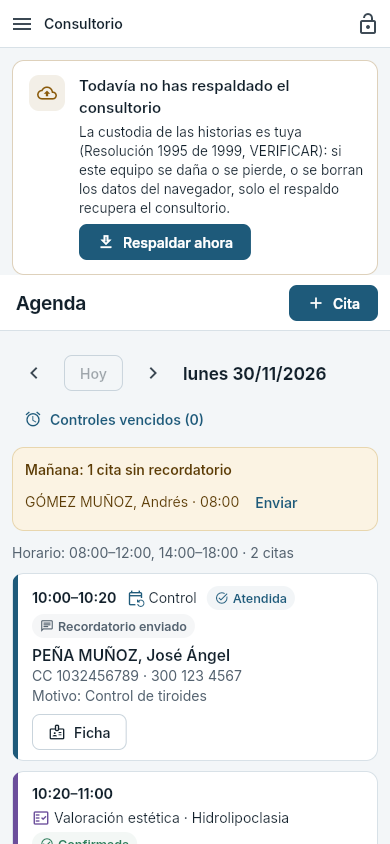 Consultorio
Todavía no has respaldado el
consultorio
La custodia de las historias es tuya
(Resolución 1995 de 1999, VERIFICAR): si
este equipo se daña o se pierde, o se borran
los datos del navegador, solo el respaldo
recupera el consultorio.
Respaldar ahora
Agenda
Cita
Hoy
lunes 30/11/2026
Controles vencidos (0)
Mañana: 1 cita sin recordatorio
GÓMEZ MUÑOZ, Andrés · 08:00 Enviar
Horario: 08:00–12:00, 14:00–18:00 · 2 citas
10:00–10:20 Control Atendida
Recordatorio enviado
PEÑA MUÑOZ, José Ángel
CC 1032456789 · 300 123 4567
Motivo: Control de tiroides
Ficha
10:20–11:00
Valoración estética · Hidrolipoclasia
Confirmada